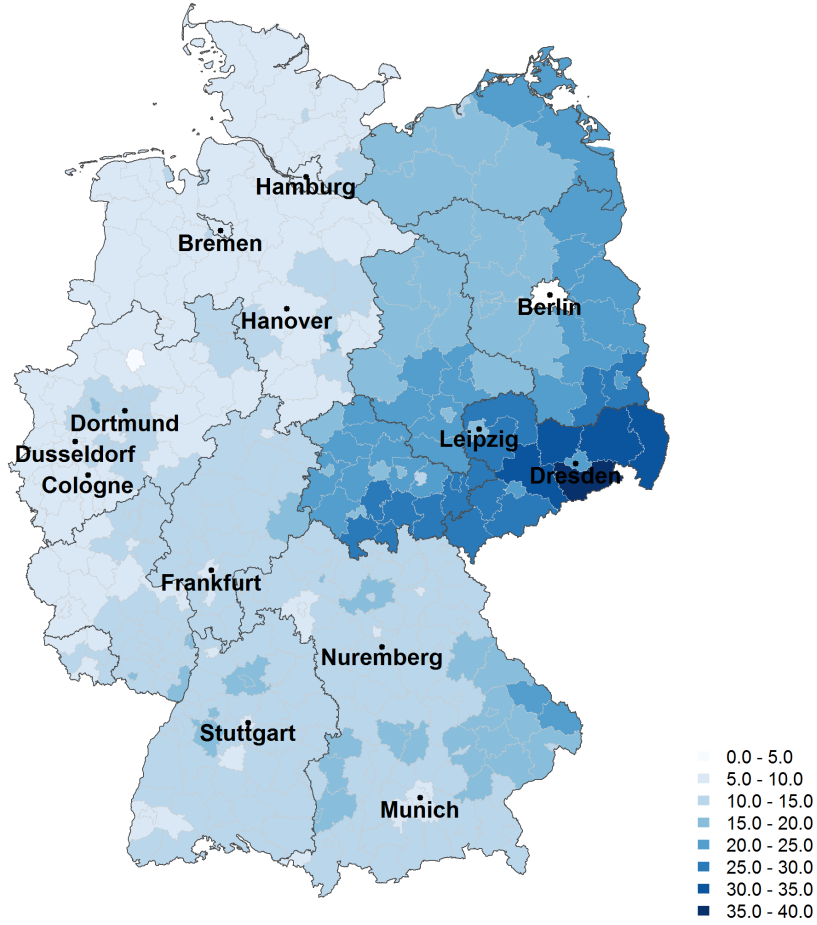 Hamburg
Bremen
Berlin
Hanover
Dortmund
Leipzig
Dusseldorf
Dresden
Cologne
Frankfurt
Nuremberg
Stuttgart
Munich
0.0 - 5.0
5.0 - 10.0
10.0 - 15.0
15.0 - 20.0
20.0 - 25.0
25.0 - 30.0
30.0 - 35.0
35.0 - 40.0